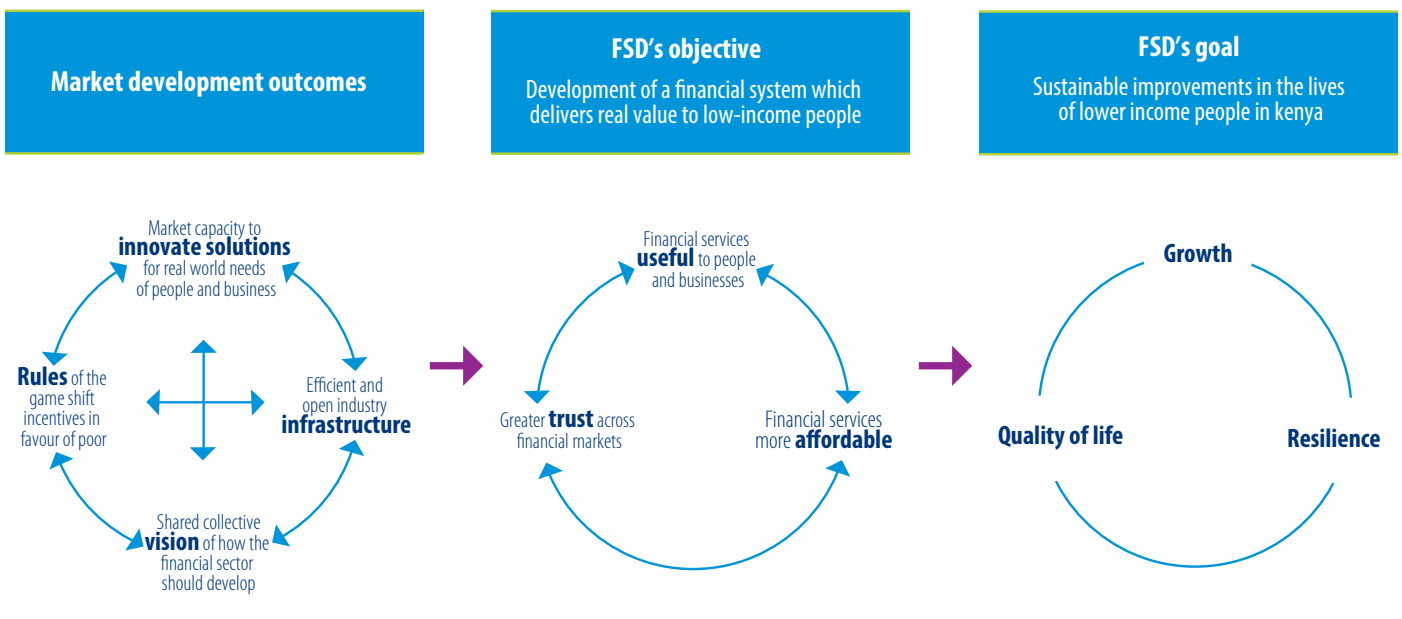 Market development outcomes
FSD's objective
Development of a financial system which
delivers real value to low-income people
FSD's goal
Sustainable improvements in the lives
of lower income people in kenya
Market capacity to
innovate solutions
for real world needs
of people and business
Rules of the
game shift
incentives in
favour of poor
Efficient and
open industry
infrastructure
Shared collective
vision of how the
financial sector
should develop
Financial services
useful to people
and businesses
Greater trust across
financial markets
Financial services
more affordable
Growth
Quality of life
Resilience